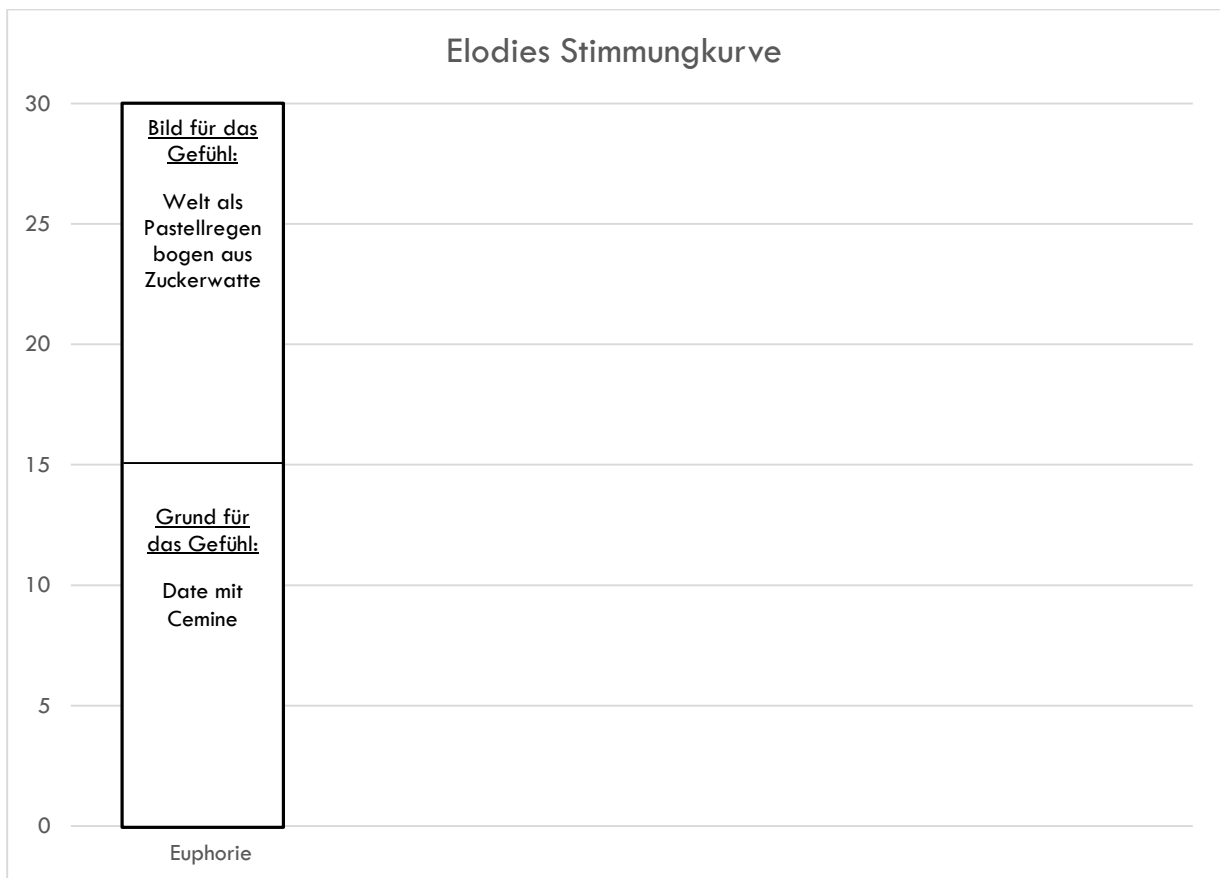 Elodies Stimmungkurve
30
25
20
15
10
5
0
Bild für das
Gefühl:
Welt als
Pastellregen
bogen aus
Zuckerwatte
Grund für
das Gefühl:
Date mit
Cemine
Euphorie